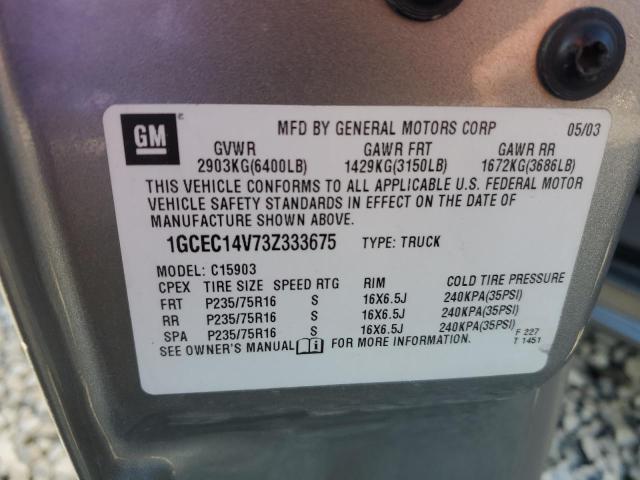 GM
MFD BY GENERAL MOTORS CORP 05/03
GVWR GAWR FRT GAWR RR
2903KG(6400LB) 1429KG(3150LB) 1672KG(3686LB)
THIS VEHICLE CONFORMS TO ALL APPLICABLE U.S. FEDERAL MOTOR
VEHICLE SAFETY STANDARDS IN EFFECT ON THE DATE OF
MANUFACTURE SHOWN ABOVE.
1GCEC14V73Z333675 TYPE: TRUCK
MODEL: C15903
CPEX TIRE SIZE SPEED RTG RIM COLD TIRE PRESSURE
FRT P235/75R16 S 16X6.5J 240KPA(35PSI)
RR P235/75R16 S 16X6.5J 240KPA(35PSI)
SPA P235/75R16 S 16X6.5J 240KPA(35PSI)
F 227
SEE OWNER'S MANUAL i FOR MORE INFORMATION. T 1451